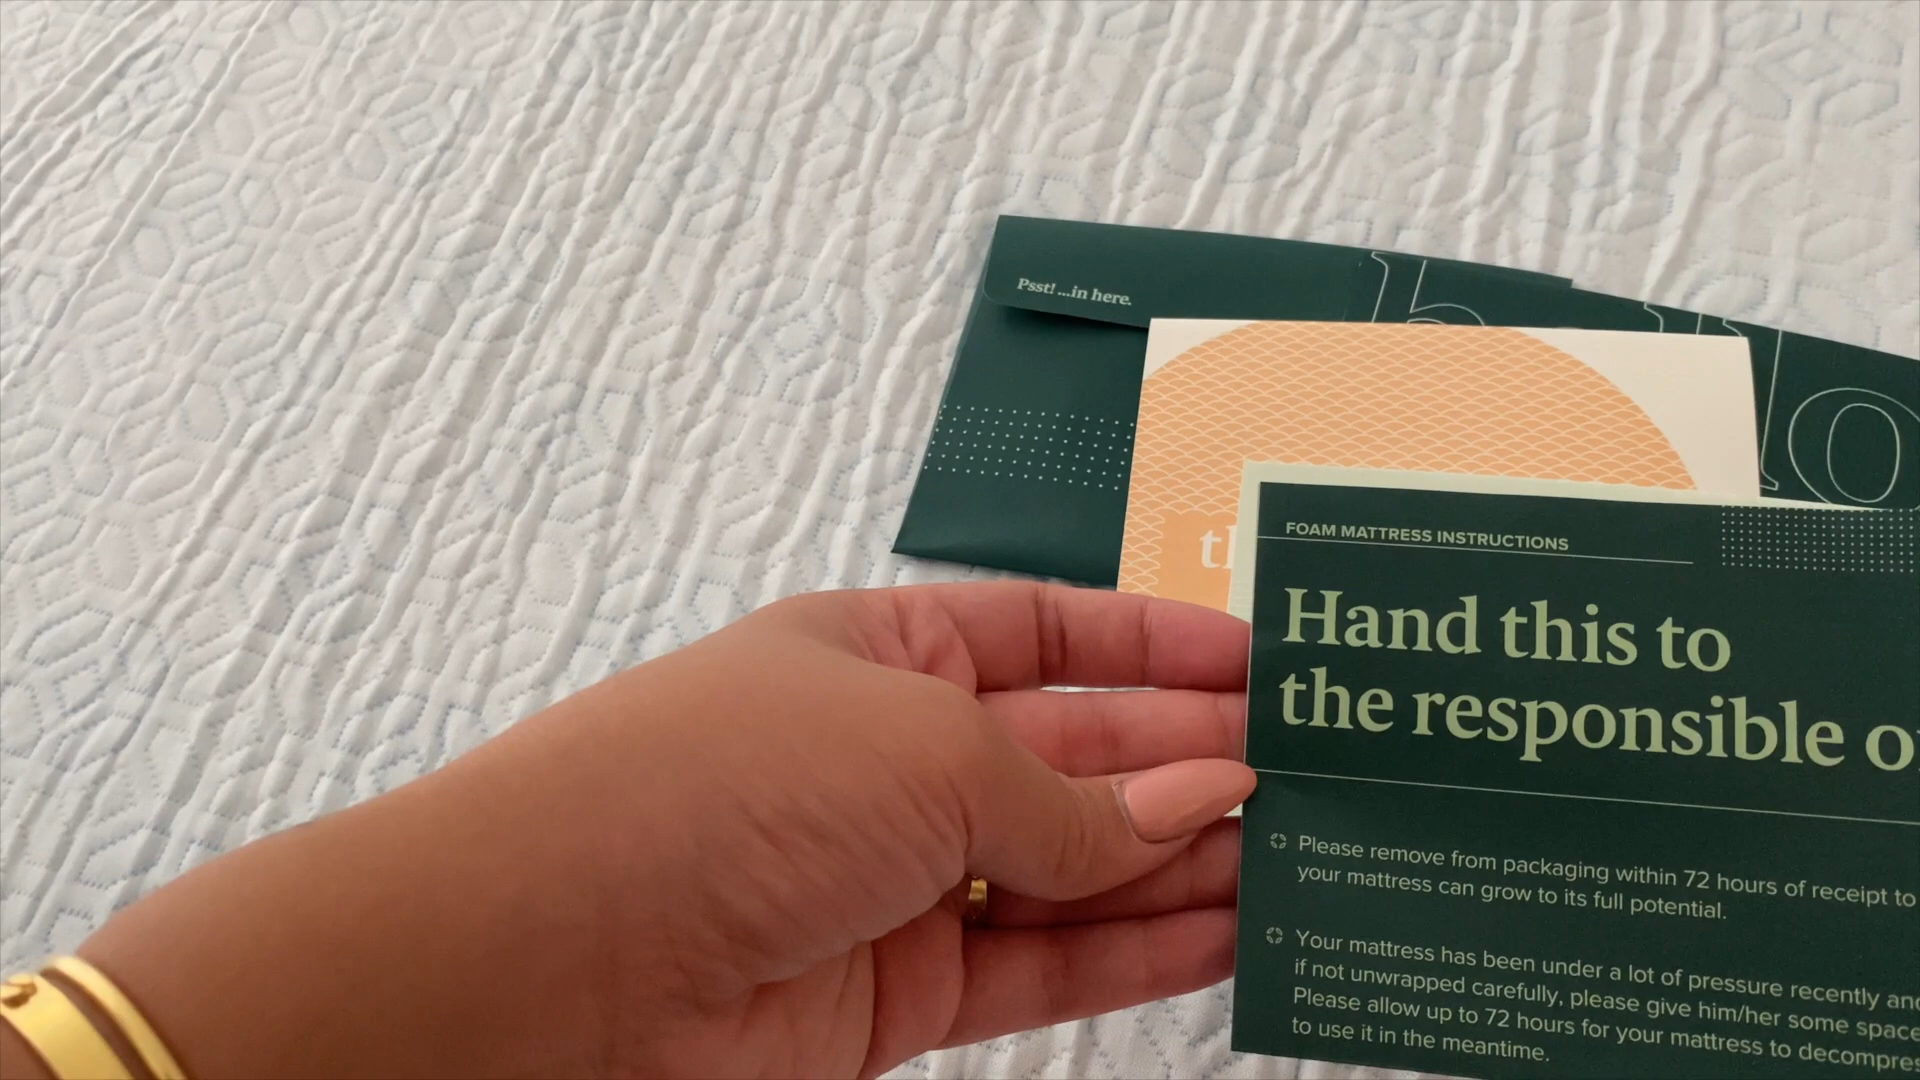 Psst! ...in here.
FOAM MATTRESS INSTRUCTIONS
Hand this to
the responsible
Please remove from packaging within 72 hours of receipt to
your mattress can grow to its full potential.
Your mattress has been under a lot of pressure recently
if not unwrapped carefully, please give him/her some space
Please allow up to 72 hours for your mattress to
to use it in the meantime.